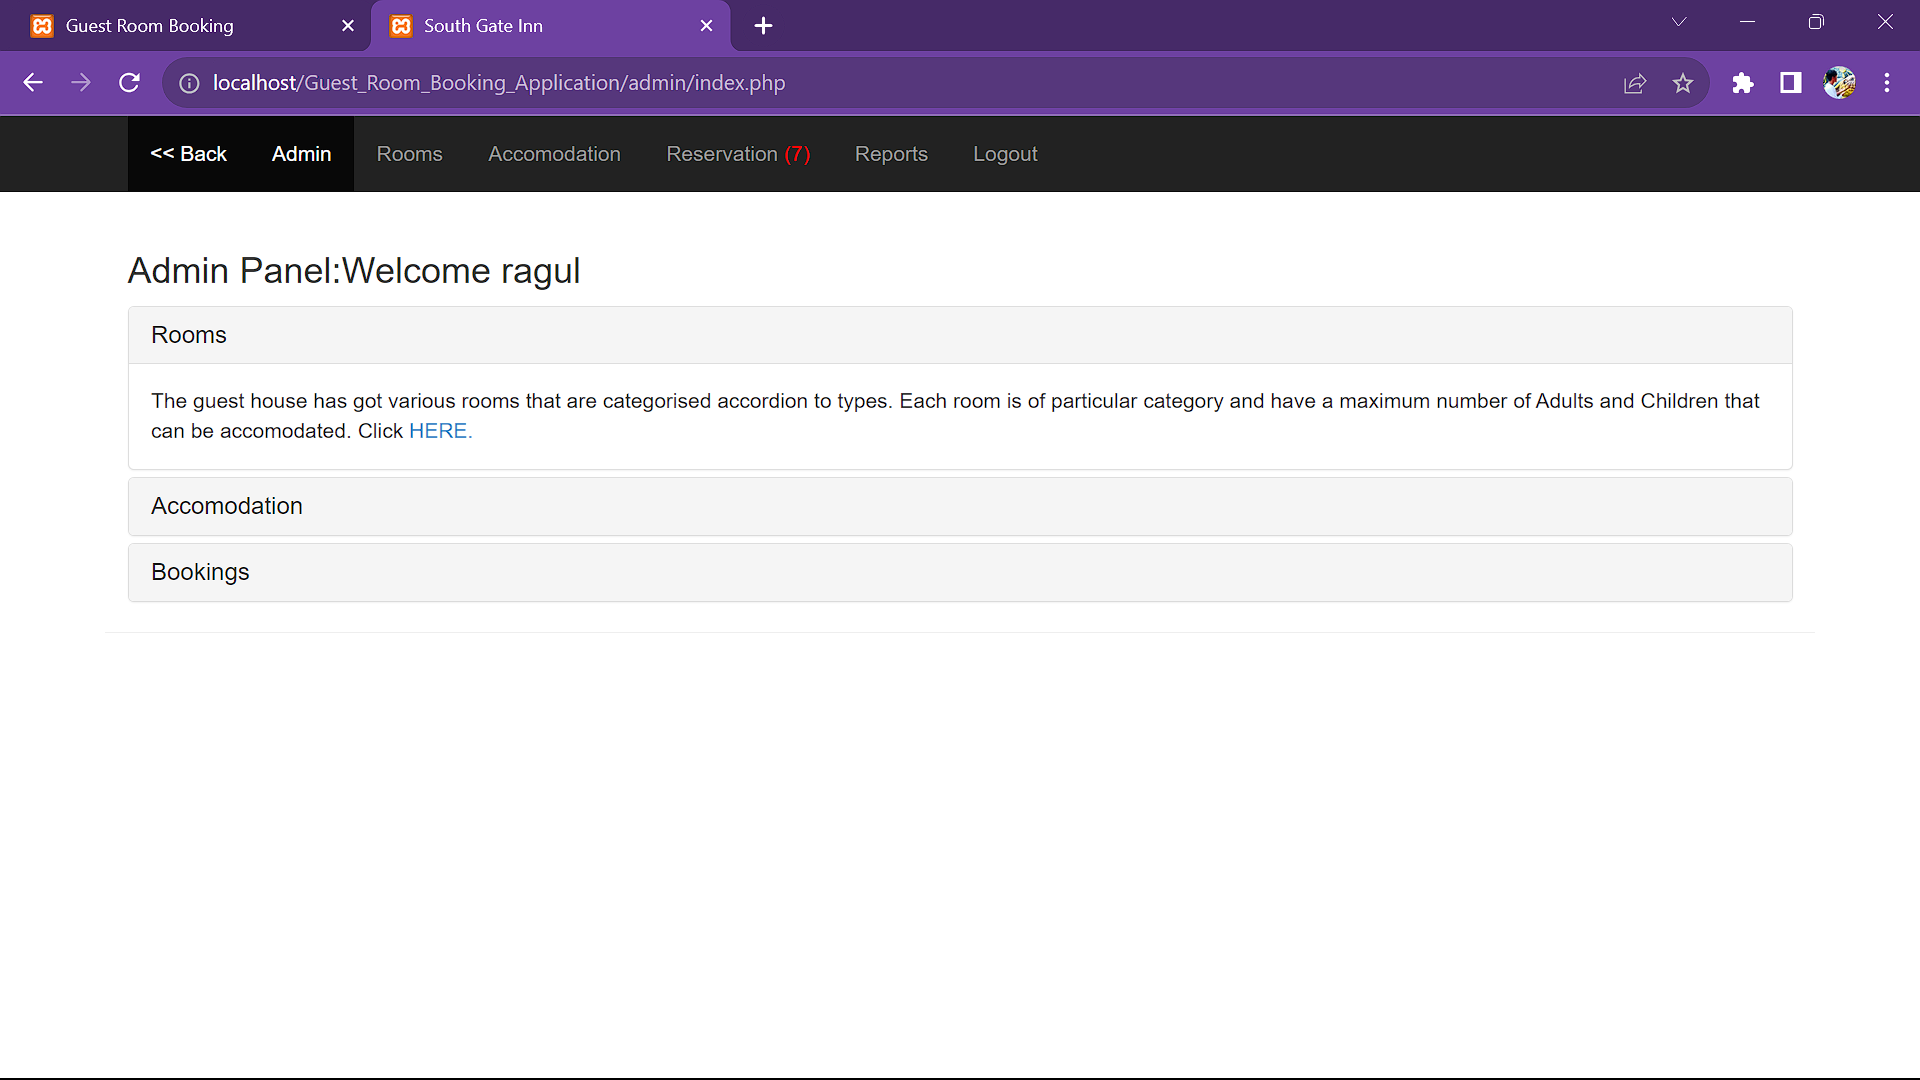 Guest Room Booking
South Gate Inn
localhost/Guest_Room_Booking_Application/admin/index.php
<< Back Admin Rooms Accomodation Reservation (7) Reports Logout
Admin Panel:Welcome ragul
Rooms
The guest house has got various rooms that are categorised accordion to types. Each room is of particular category and have a maximum number of Adults and Children that
can be accomodated. Click HERE.
Accomodation
Bookings